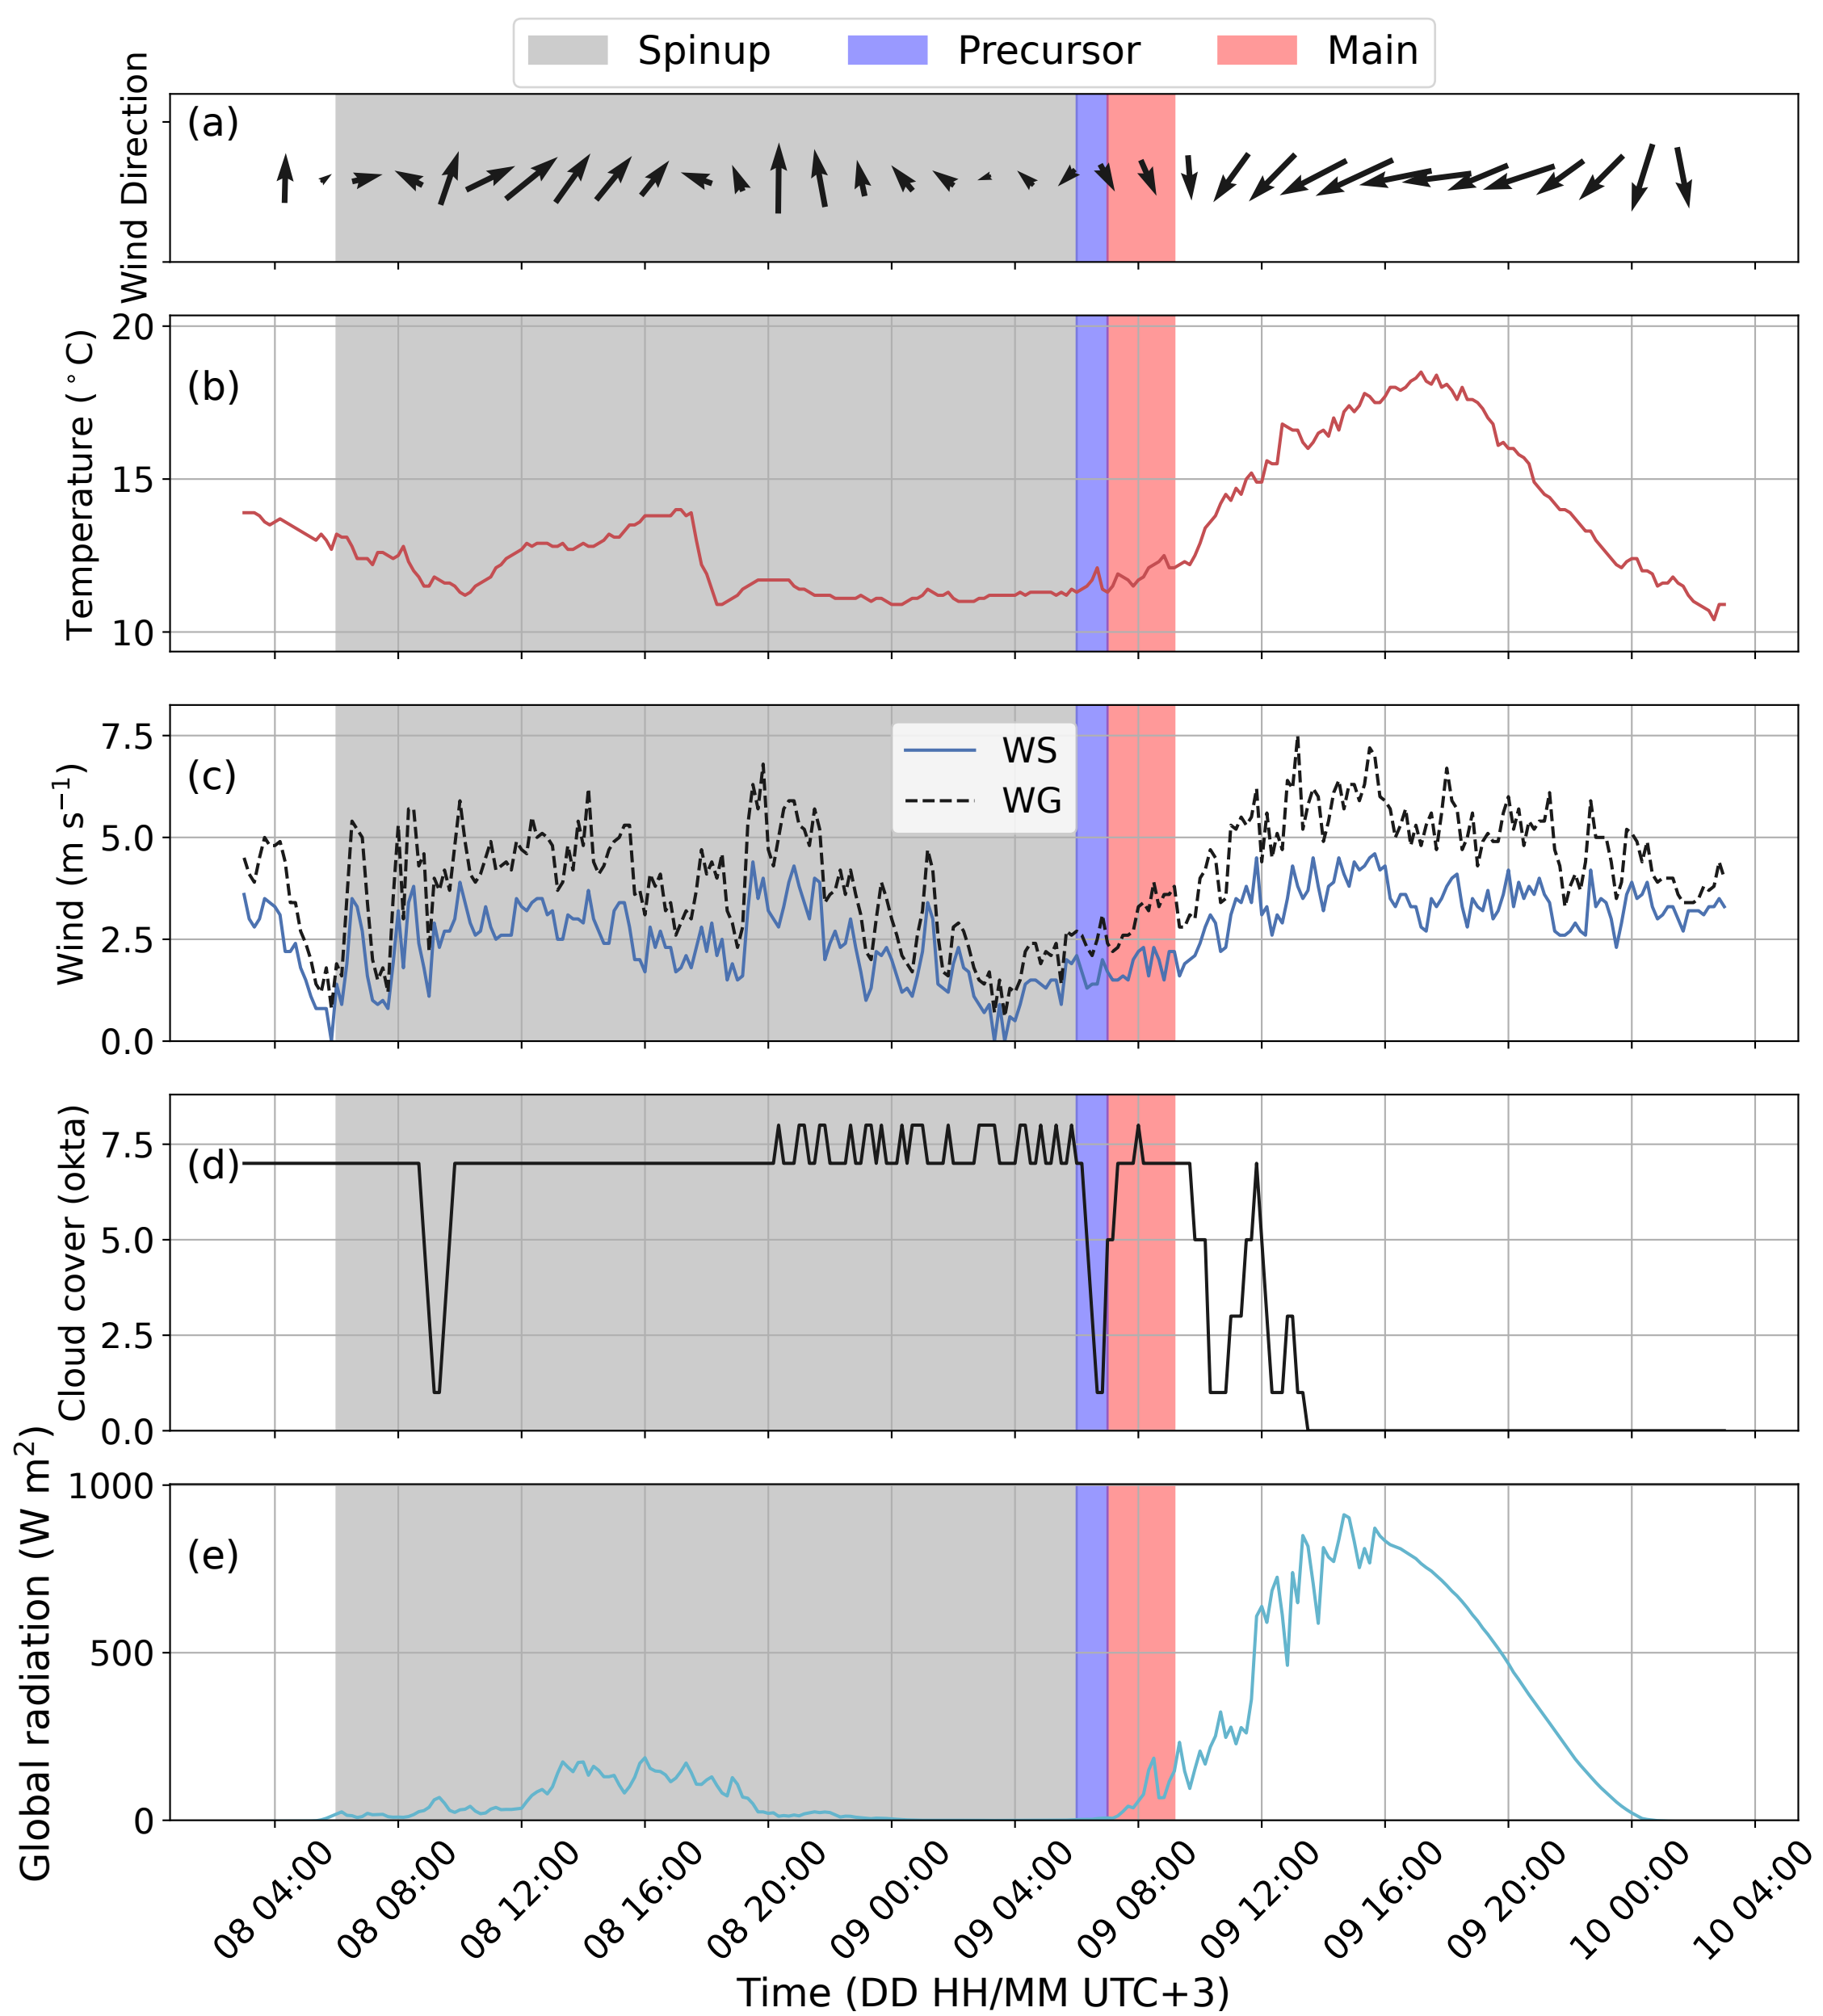 Spinup Precursor Main
Wind Direction
(a)
Temperature (°C)
20
15
10
(b)
Wind (m s⁻¹)
7.5
5.0
2.5
0.0
(c)
WS
WG
Cloud cover (okta)
7.5
5.0
2.5
0.0
(d)
Global radiation (W m²)
1000
500
0
(e)
08 04:00
08 08:00
08 12:00
08 16:00
08 20:00
09 00:00
09 04:00
09 08:00
09 12:00
09 16:00
09 20:00
10 00:00
10 04:00
Time (DD HH/MM UTC+3)